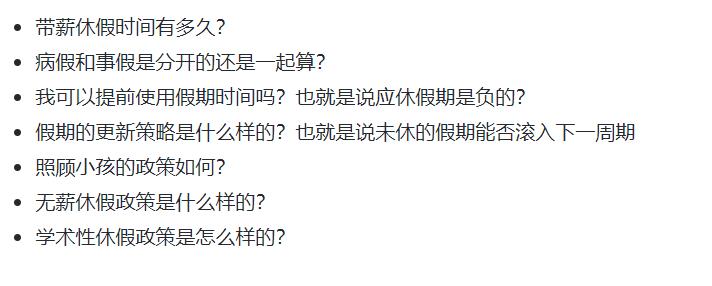 • 带薪休假时间有多久？
• 病假和事假是分开的还是一起算？
• 我可以提前使用假期时间吗？也就是说应休假期是负的？
• 假期的更新策略是什么样的？也就是说未休的假期能否滚入下一周期
• 照顾小孩的政策如何？
• 无薪休假政策是什么样的？
• 学术性休假政策是怎么样的？